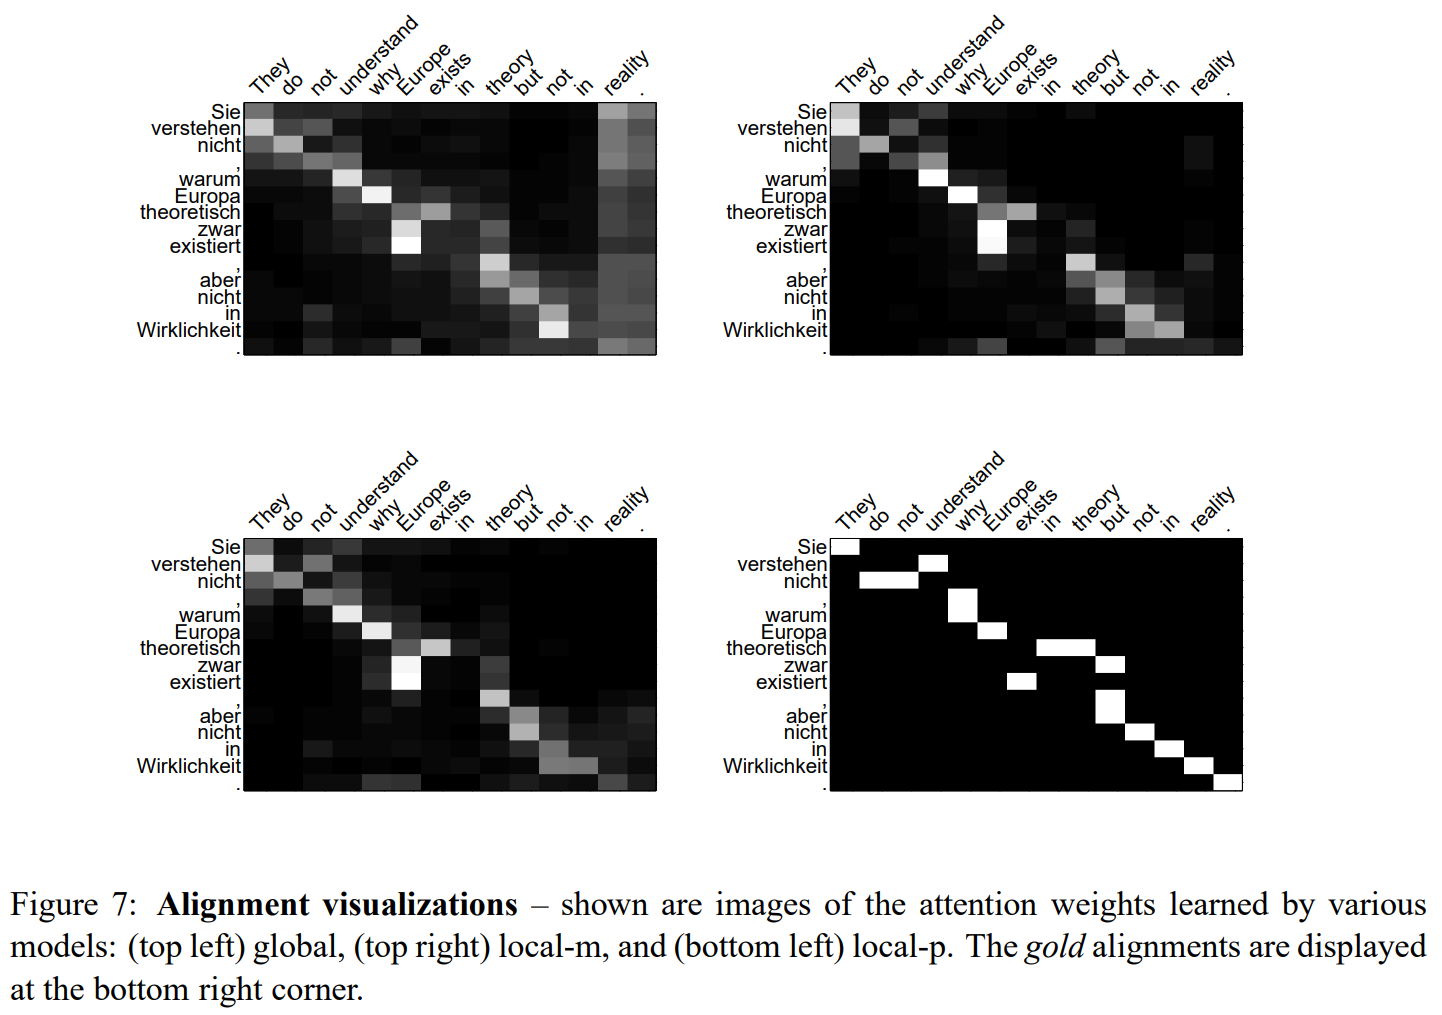 They do not understand why Europe exists in theory but not in reality .
Sie
verstehen
nicht
,
warum
Europa
theoretisch
zwar
existiert
,
aber
nicht
in
Wirklichkeit
.
They do not understand why Europe exists in theory but not in reality .
Sie
verstehen
nicht
,
warum
Europa
theoretisch
zwar
existiert
,
aber
nicht
in
Wirklichkeit
.
They do not understand why Europe exists in theory but not in reality .
Sie
verstehen
nicht
,
warum
Europa
theoretisch
zwar
existiert
,
aber
nicht
in
Wirklichkeit
.
They do not understand why Europe exists in theory but not in reality .
Sie
verstehen
nicht
,
warum
Europa
theoretisch
zwar
existiert
,
aber
nicht
in
Wirklichkeit
.
Figure 7: Alignment visualizations – shown are images of the attention weights learned by various
models: (top left) global, (top right) local-m, and (bottom left) local-p. The gold alignments are displayed
at the bottom right corner.